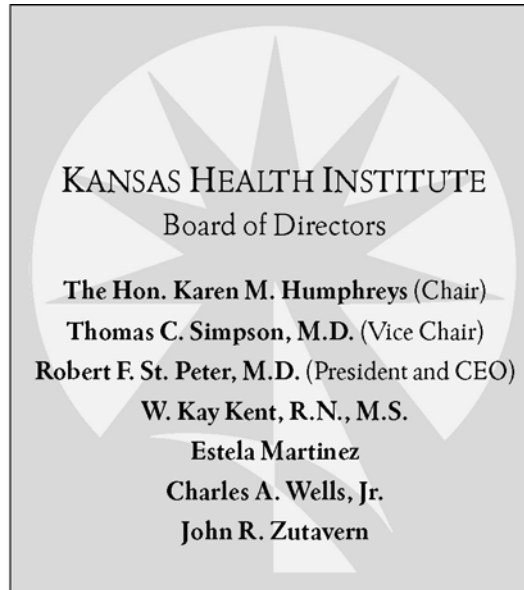 KANSAS HEALTH INSTITUTE
Board of Directors
The Hon. Karen M. Humphreys (Chair)
Thomas C. Simpson, M.D. (Vice Chair)
Robert F. St. Peter, M.D. (President and CEO)
W. Kay Kent, R.N., M.S.
Estela Martinez
Charles A. Wells, Jr.
John R. Zutavern